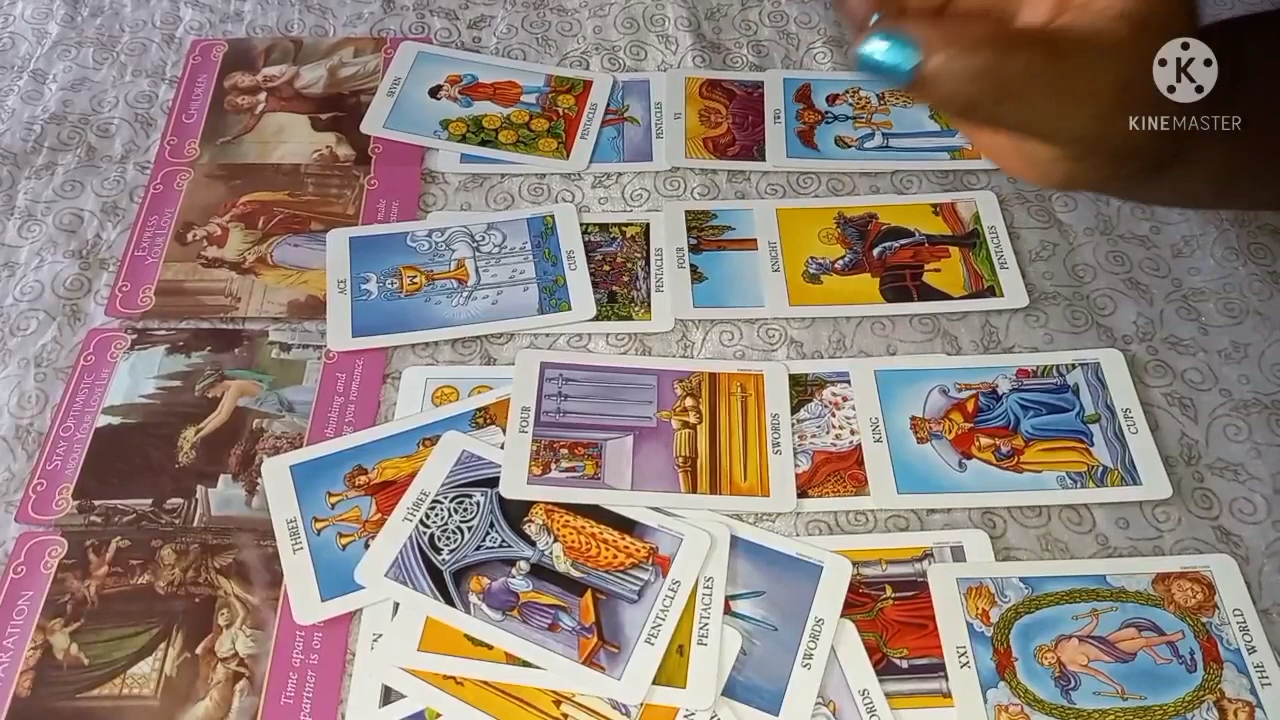 KINEMASTER
CHILDREN
EXPRESS
YOUR LOVE
make
STAY OPTIMISTIC
ABOUT YOUR LOVE LIFE
thinking and
you romance.
ARATION
Time apart
partner is on
SEVEN
PENTACLES
PENTACLES
VI
TWO
ACE
CUPS
PENTACLES
FOUR
KNIGHT
PENTACLES
FOUR
SWORDS
KING
CUPS
THREE
THREE
PENTACLES
PENTACLES
SWORDS
XXI
THE WORLD
N
ORDS